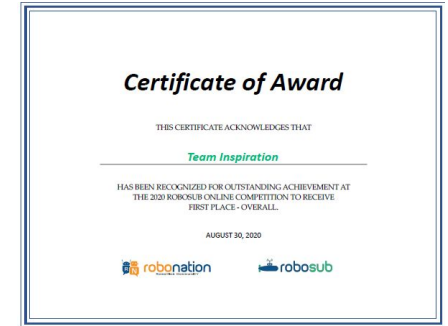 Certificate of Award
THIS CERTIFICATE ACKNOWLEDGES THAT
Team Inspiration
HAS BEEN RECOGNIZED FOR OUTSTANDING ACHIEVEMENT AT
THE 2020 ROBOSUB ONLINE COMPETITION TO RECEIVE
FIRST PLACE - OVERALL.
AUGUST 30, 2020
robonation robosub